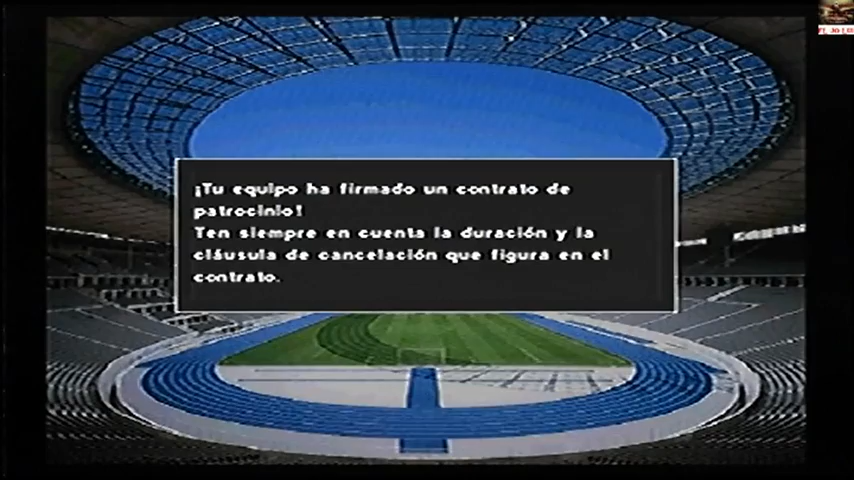 ¡Tu equipo ha firmado un contrato de
patrocinio!
Ten siempre en cuenta la duración y la
cláusula de cancelación que figura en el
contrato.